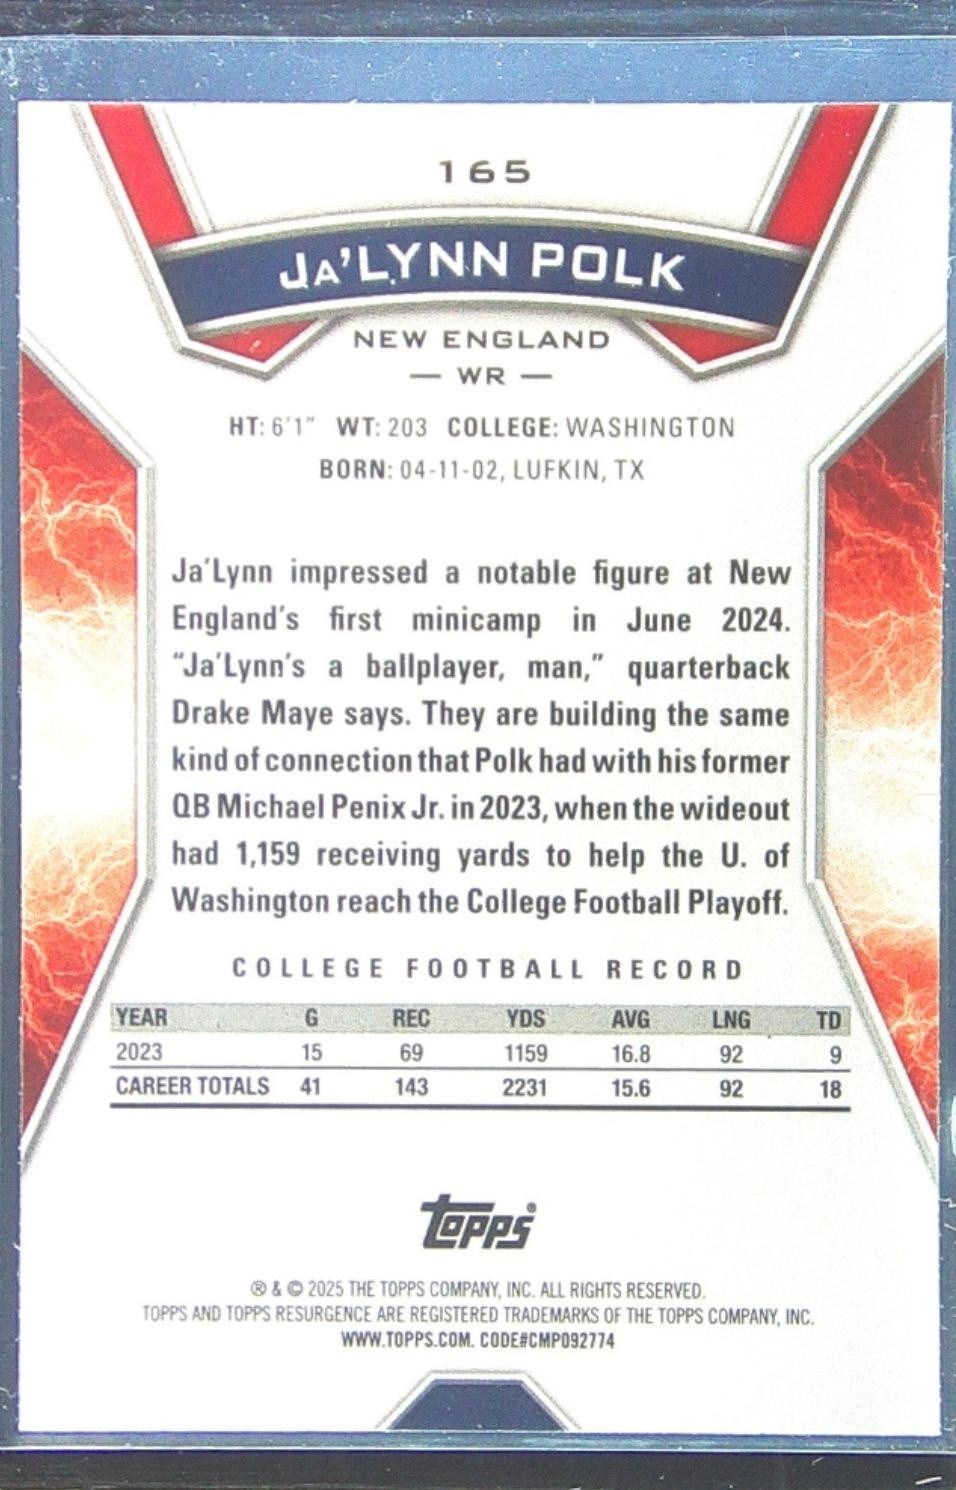 165
JA'LYNN POLK
NEW ENGLAND
— WR —
HT: 6'1" WT: 203 COLLEGE: WASHINGTON
BORN: 04-11-02, LUFKIN, TX
Ja'Lynn impressed a notable figure at New
England's first minicamp in June 2024.
"Ja'Lynn's a ballplayer, man," quarterback
Drake Maye says. They are building the same
kind of connection that Polk had with his former
QB Michael Penix Jr. in 2023, when the wideout
had 1,159 receiving yards to help the U. of
Washington reach the College Football Playoff.
COLLEGE FOOTBALL RECORD
YEAR G REC YDS AVG LNG TD
2023 15 69 1159 16.8 92 9
CAREER TOTALS 41 143 2231 15.6 92 18
Topps®
® & © 2025 THE TOPPS COMPANY, INC. ALL RIGHTS RESERVED.
TOPPS AND TOPPS RESURGENCE ARE REGISTERED TRADEMARKS OF THE TOPPS COMPANY, INC.
WWW.TOPPS.COM. CODE#CMP092774